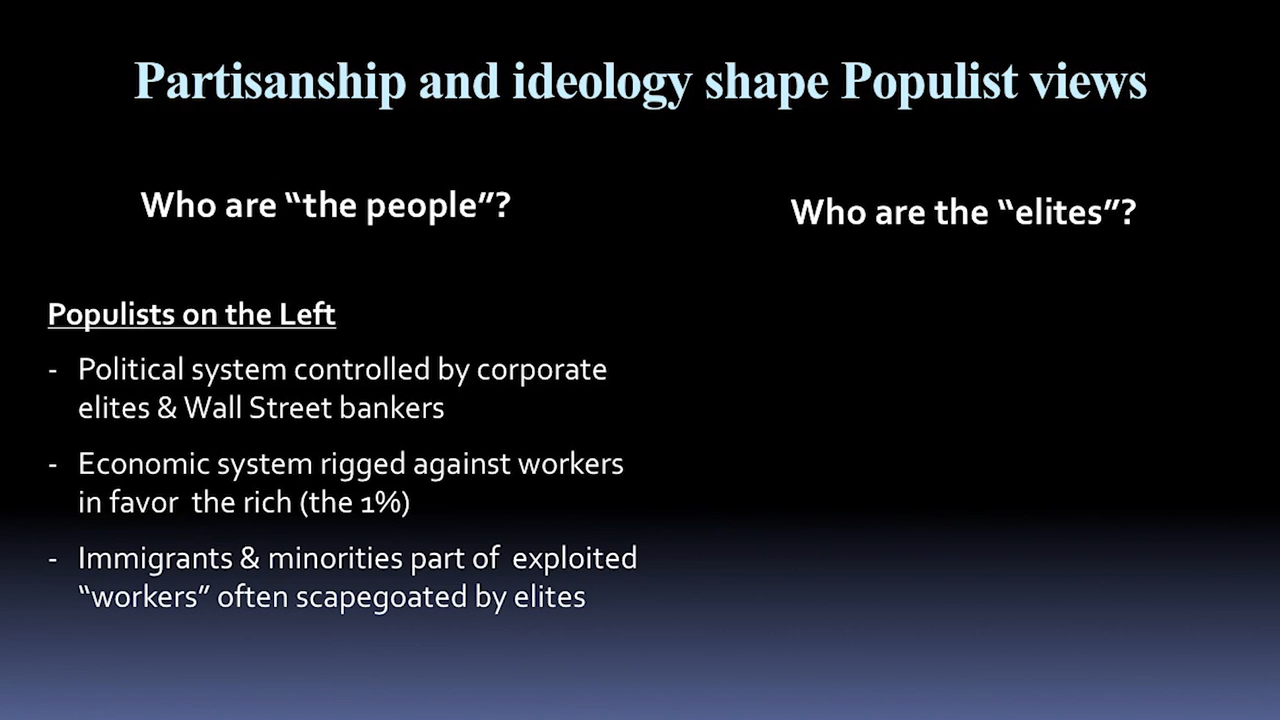 Partisanship and ideology shape Populist views
Who are “the people”?
Who are the “elites”?
Populists on the Left
- Political system controlled by corporate
elites & Wall Street bankers
- Economic system rigged against workers
in favor  the rich (the 1%)
- Immigrants & minorities part of  exploited
“workers” often scapegoated by elites